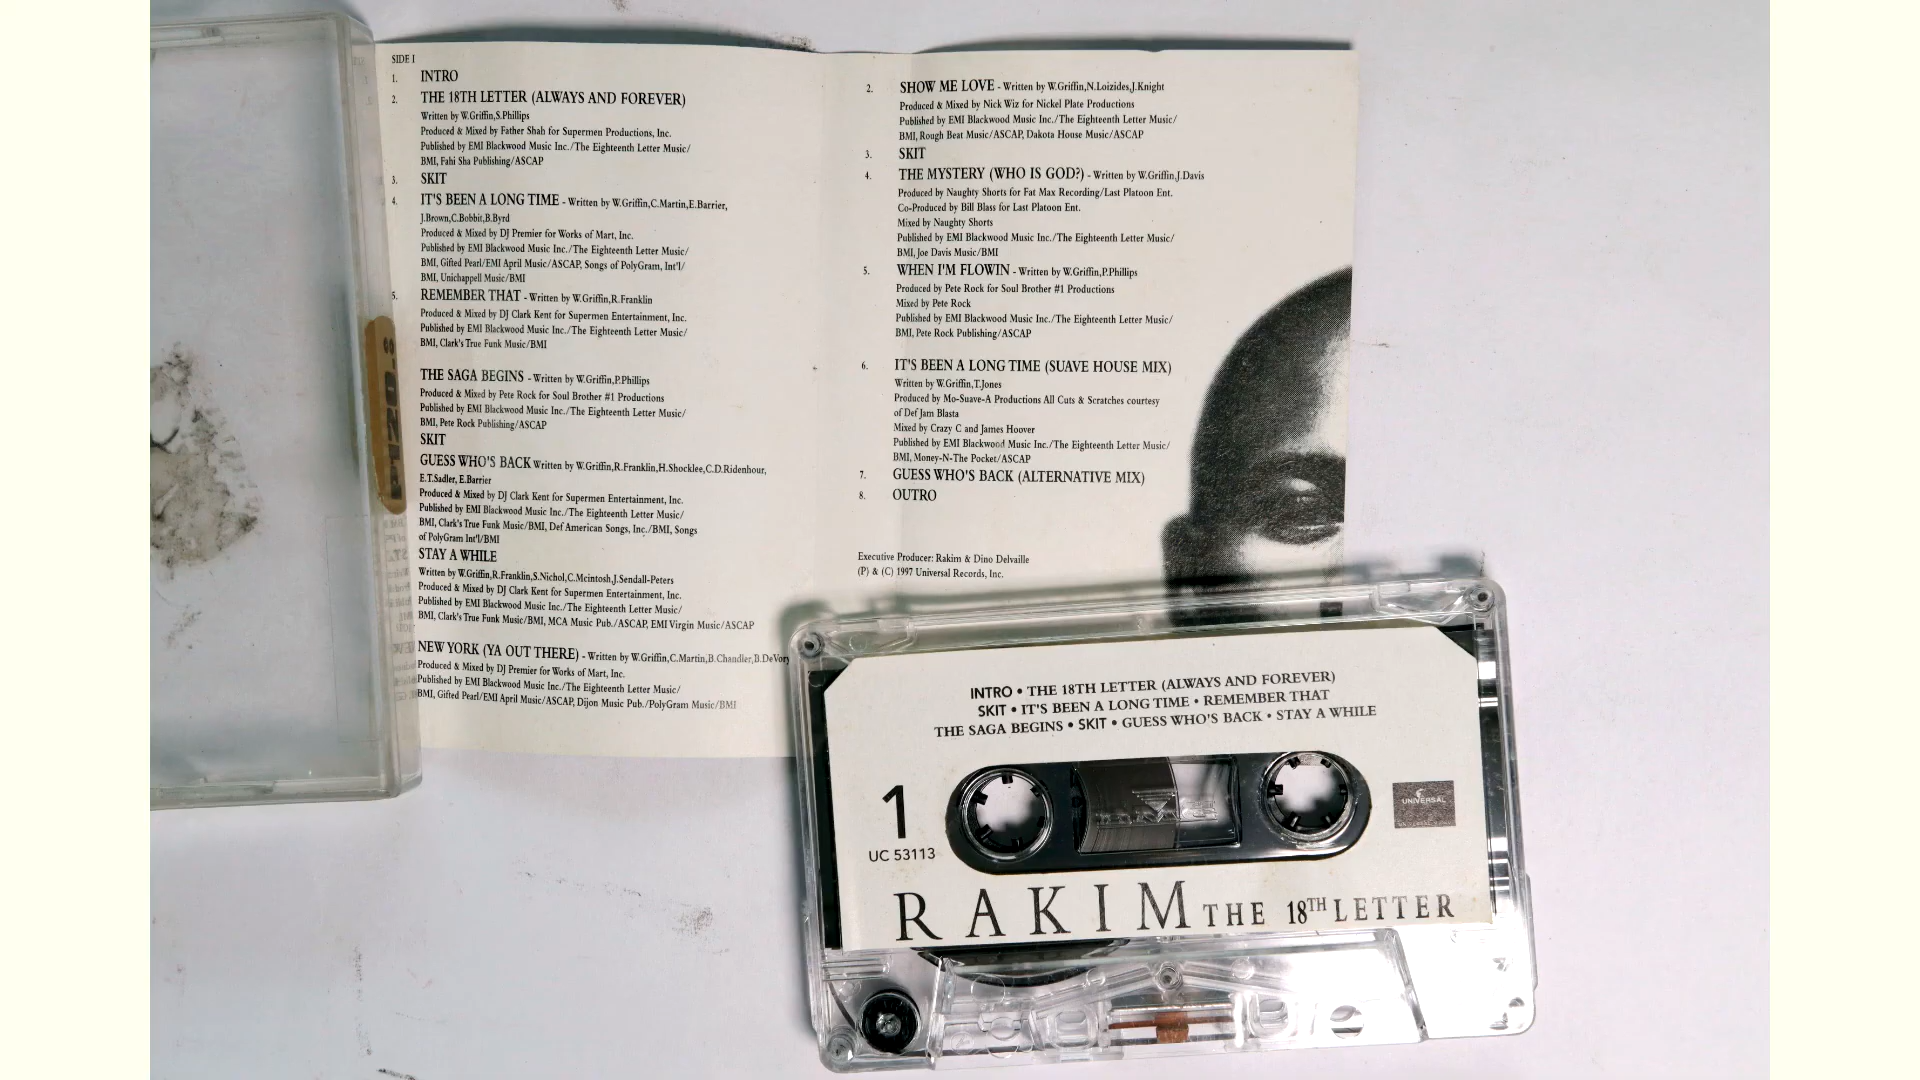 SIDE I
1. INTRO
2. THE 18TH LETTER (ALWAYS AND FOREVER)
Written by W.Griffin,S.Phillips
Produced & Mixed by Father Shah for Supermen Productions, Inc.
Published by EMI Blackwood Music Inc./The Eighteenth Letter Music/
BMI, Fahi Sha Publishing/ASCAP
3. SKIT
4. IT'S BEEN A LONG TIME - Written by W.Griffin,C.Martin,E.Barrier,
J.Brown,C.Bobbit,B.Byrd
Produced & Mixed by DJ Premier for Works of Mart, Inc.
Published by EMI Blackwood Music Inc./The Eighteenth Letter Music/
BMI, Gifted Pearl/EMI April Music/ASCAP, Songs of PolyGram, Int'l/
BMI, Unichappell Music/BMI
5. REMEMBER THAT - Written by W.Griffin,R.Franklin
Produced & Mixed by DJ Clark Kent for Supermen Entertainment, Inc.
Published by EMI Blackwood Music Inc./The Eighteenth Letter Music/
BMI, Clark's True Funk Music/BMI
THE SAGA BEGINS - Written by W.Griffin,P.Phillips
Produced & Mixed by Pete Rock for Soul Brother #1 Productions
Published by EMI Blackwood Music Inc./The Eighteenth Letter Music/
BMI, Pete Rock Publishing/ASCAP
SKIT
GUESS WHO'S BACK Written by W.Griffin,R.Franklin,H.Shocklee,C.D.Ridenhour,
E.T.Sadler, E.Barrier
Produced & Mixed by DJ Clark Kent for Supermen Entertainment, Inc.
Published by EMI Blackwood Music Inc./The Eighteenth Letter Music/
BMI, Clark's True Funk Music/BMI, Def American Songs, Inc./BMI, Songs
of PolyGram Int'l/BMI
STAY A WHILE
Written by W.Griffin,R.Franklin,S.Nichol,C.Mcintosh,J.Sendall-Peters
Produced & Mixed by DJ Clark Kent for Supermen Entertainment, Inc.
Published by EMI Blackwood Music Inc./The Eighteenth Letter Music/
BMI, Clark's True Funk Music/BMI, MCA Music Pub./ASCAP, EMI Virgin Music/ASCAP
NEW YORK (YA OUT THERE) - Written by W.Griffin,C.Martin,B.Chandler,B.DeVory
Produced & Mixed by DJ Premier for Works of Mart, Inc.
Published by EMI Blackwood Music Inc./The Eighteenth Letter Music/
BMI, Gifted Pearl/EMI April Music/ASCAP, Dijon Music Pub./PolyGram Music/BMI
2. SHOW ME LOVE - Written by W.Griffin,N.Loizides,J.Knight
Produced & Mixed by Nick Wiz for Nickel Plate Productions
Published by EMI Blackwood Music Inc./The Eighteenth Letter Music/
BMI, Rough Beat Music/ASCAP, Dakota House Music/ASCAP
3. SKIT
4. THE MYSTERY (WHO IS GOD?) - Written by W.Griffin,J.Davis
Produced by Naughty Shorts for Fat Max Recording/Last Platoon Ent.
Co-Produced by Bill Blass for Last Platoon Ent.
Mixed by Naughty Shorts
Published by EMI Blackwood Music Inc./The Eighteenth Letter Music/
BMI, Joe Davis Music/BMI
5. WHEN I'M FLOWIN - Written by W.Griffin,P.Phillips
Produced by Pete Rock for Soul Brother #1 Productions
Mixed by Pete Rock
Published by EMI Blackwood Music Inc./The Eighteenth Letter Music/
BMI, Pete Rock Publishing/ASCAP
6. IT'S BEEN A LONG TIME (SUAVE HOUSE MIX)
Written by W.Griffin,T.Jones
Produced by Mo-Suave-A Productions All Cuts & Scratches courtesy
of Def Jam Blasta
Mixed by Crazy C and James Hoover
Published by EMI Blackwood Music Inc./The Eighteenth Letter Music/
BMI, Money-N-The Pocket/ASCAP
7. GUESS WHO'S BACK (ALTERNATIVE MIX)
8. OUTRO
Executive Producer: Rakim & Dino Delvaille
(P) & (C) 1997 Universal Records, Inc.
INTRO • THE 18TH LETTER (ALWAYS AND FOREVER)
SKIT • IT'S BEEN A LONG TIME • REMEMBER THAT
THE SAGA BEGINS • SKIT • GUESS WHO'S BACK • STAY A WHILE
1
UC 53113
UNIVERSAL
RAKIM THE 18TH LETTER